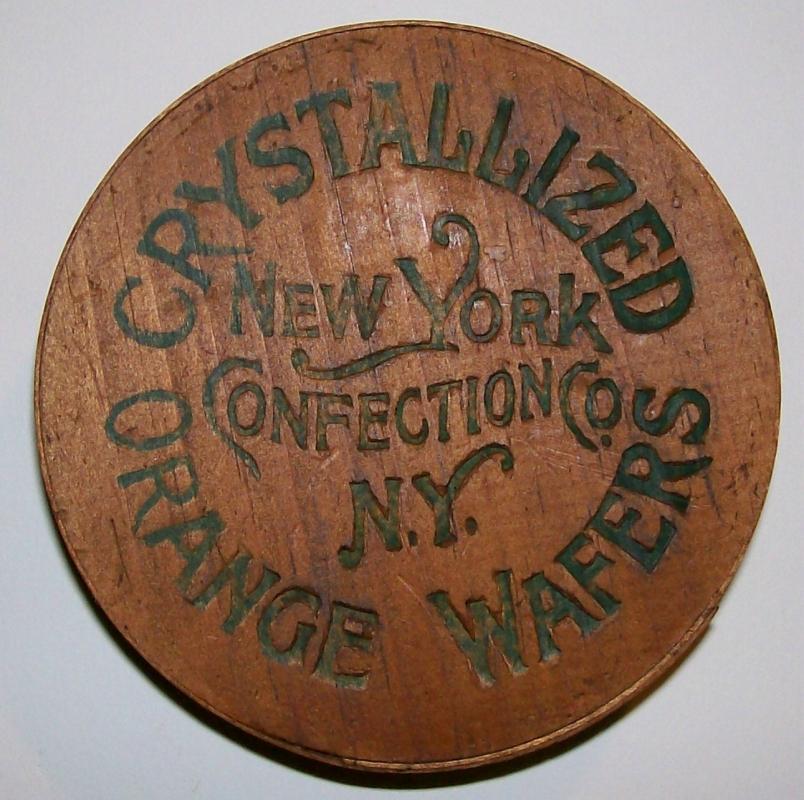 CRYSTALLIZED
NEW YORK
CONFECTION CO.
N.Y.
ORANGE WAFERS